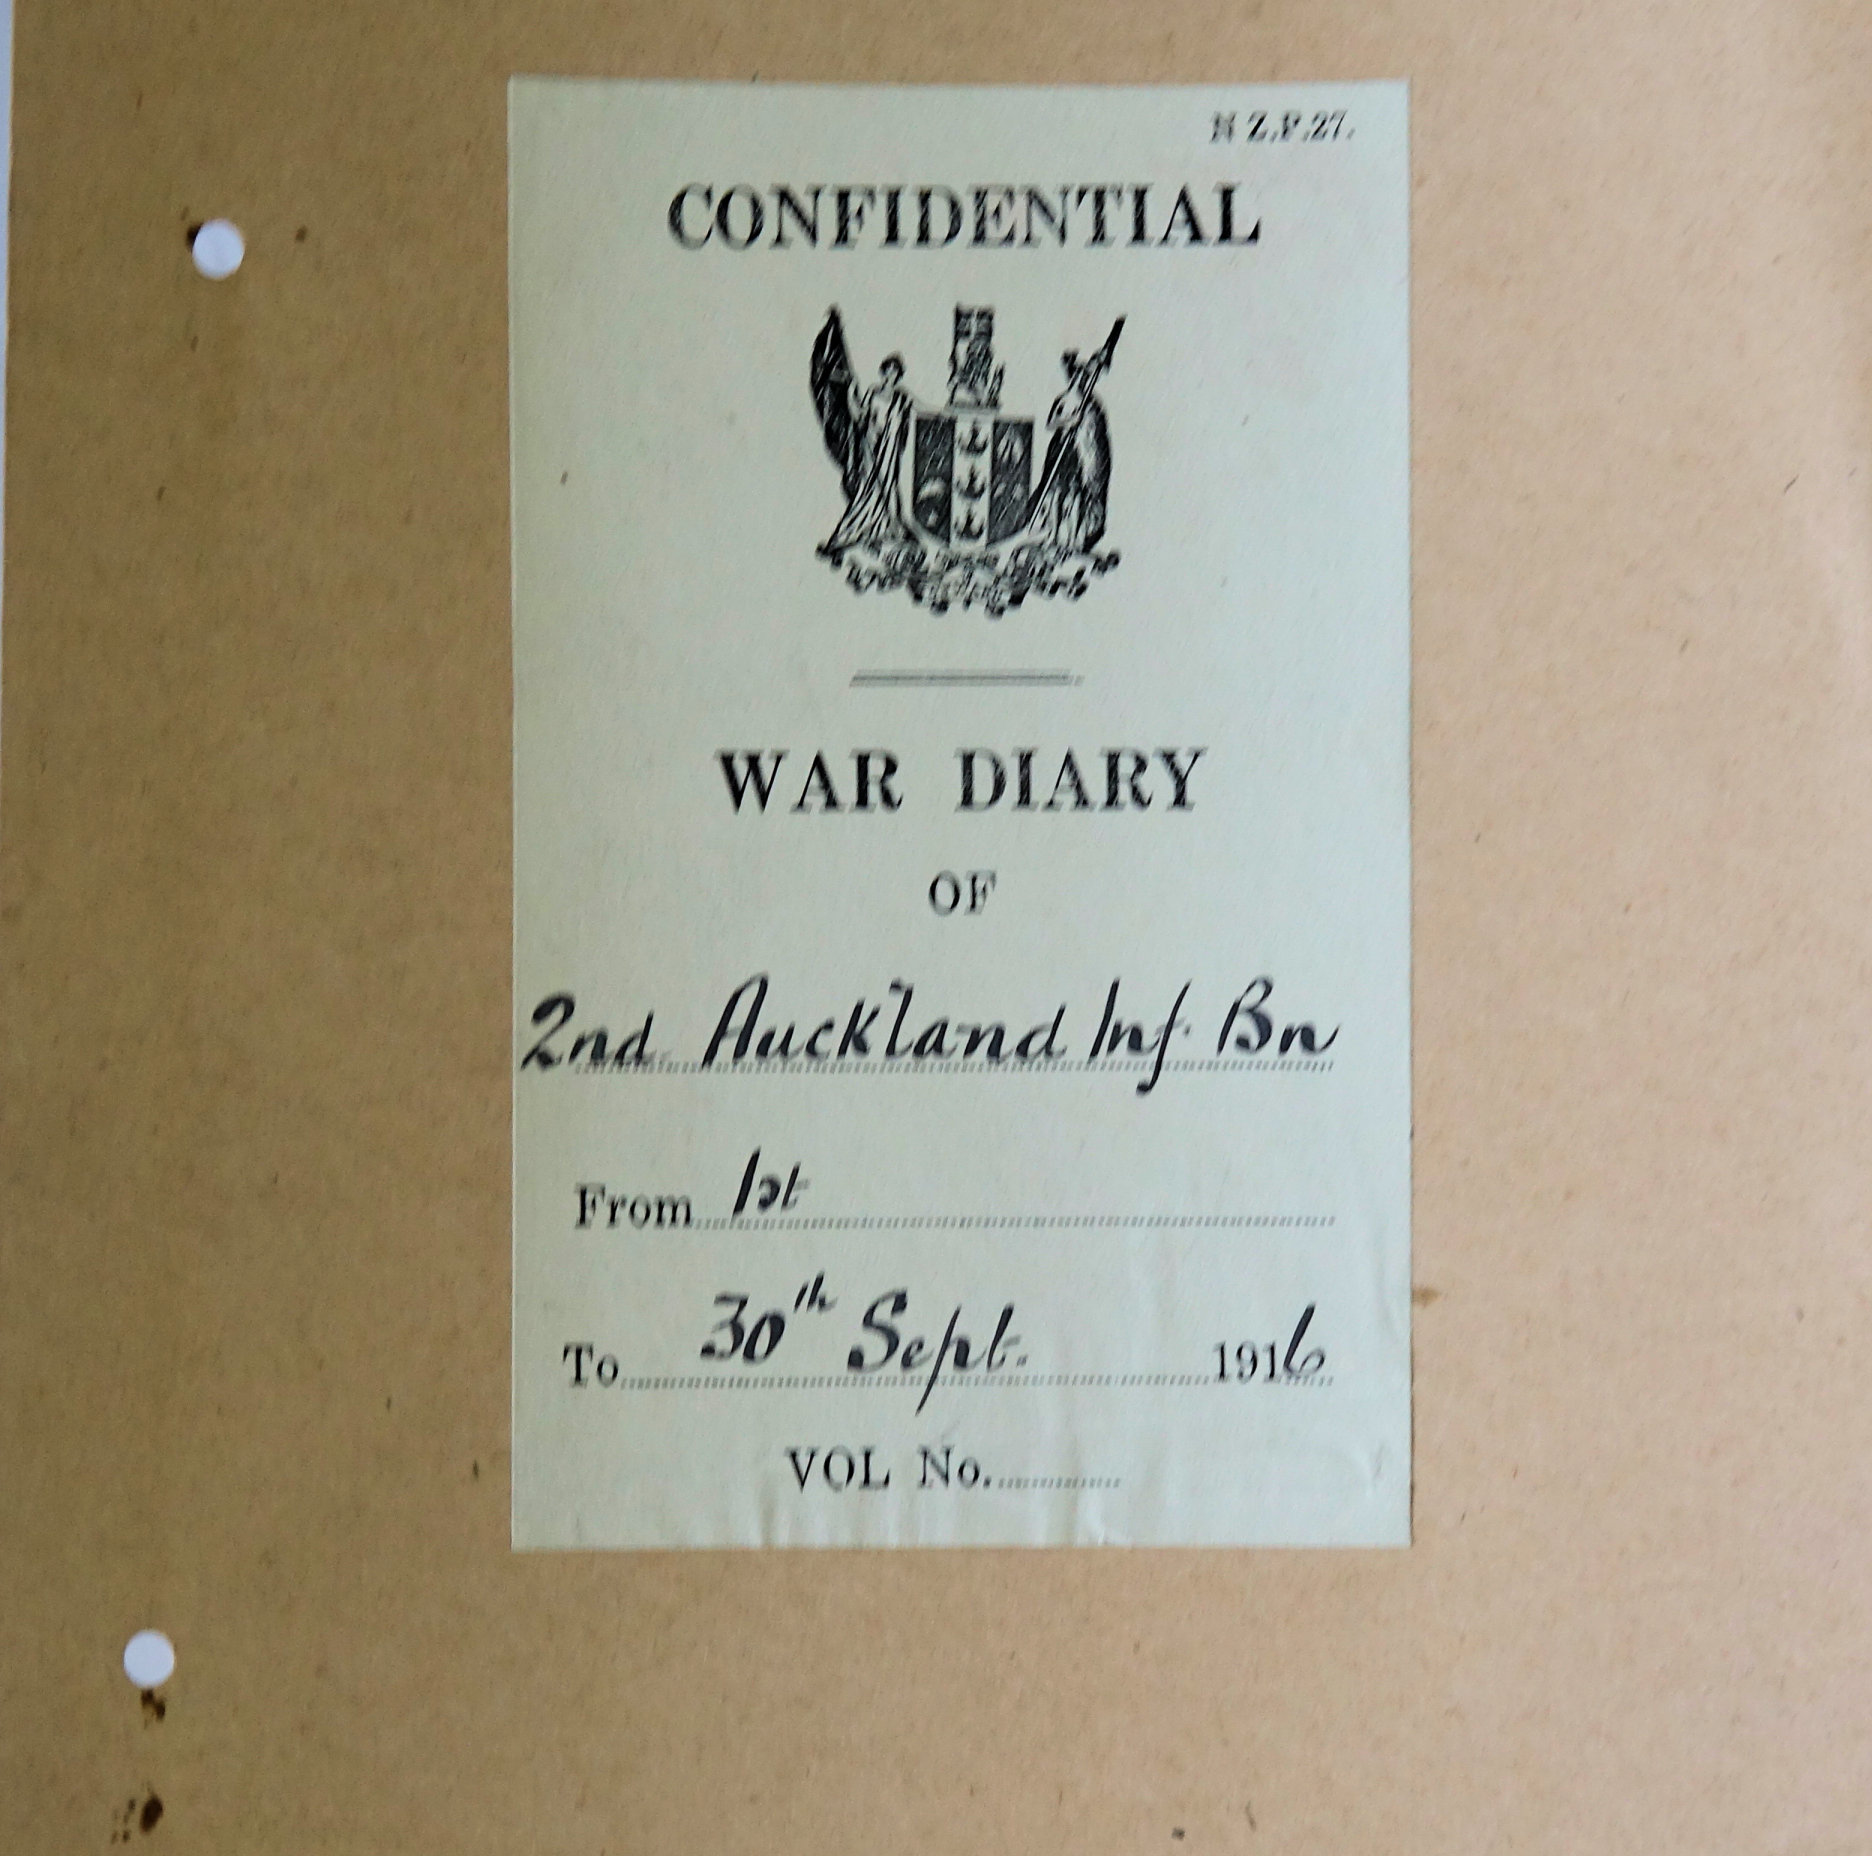 N Z.F.27.
CONFIDENTIAL
WAR DIARY
OF
2nd Auckland Inf. Bn
From 1st
To 30th Sept. 1916
VOL No.